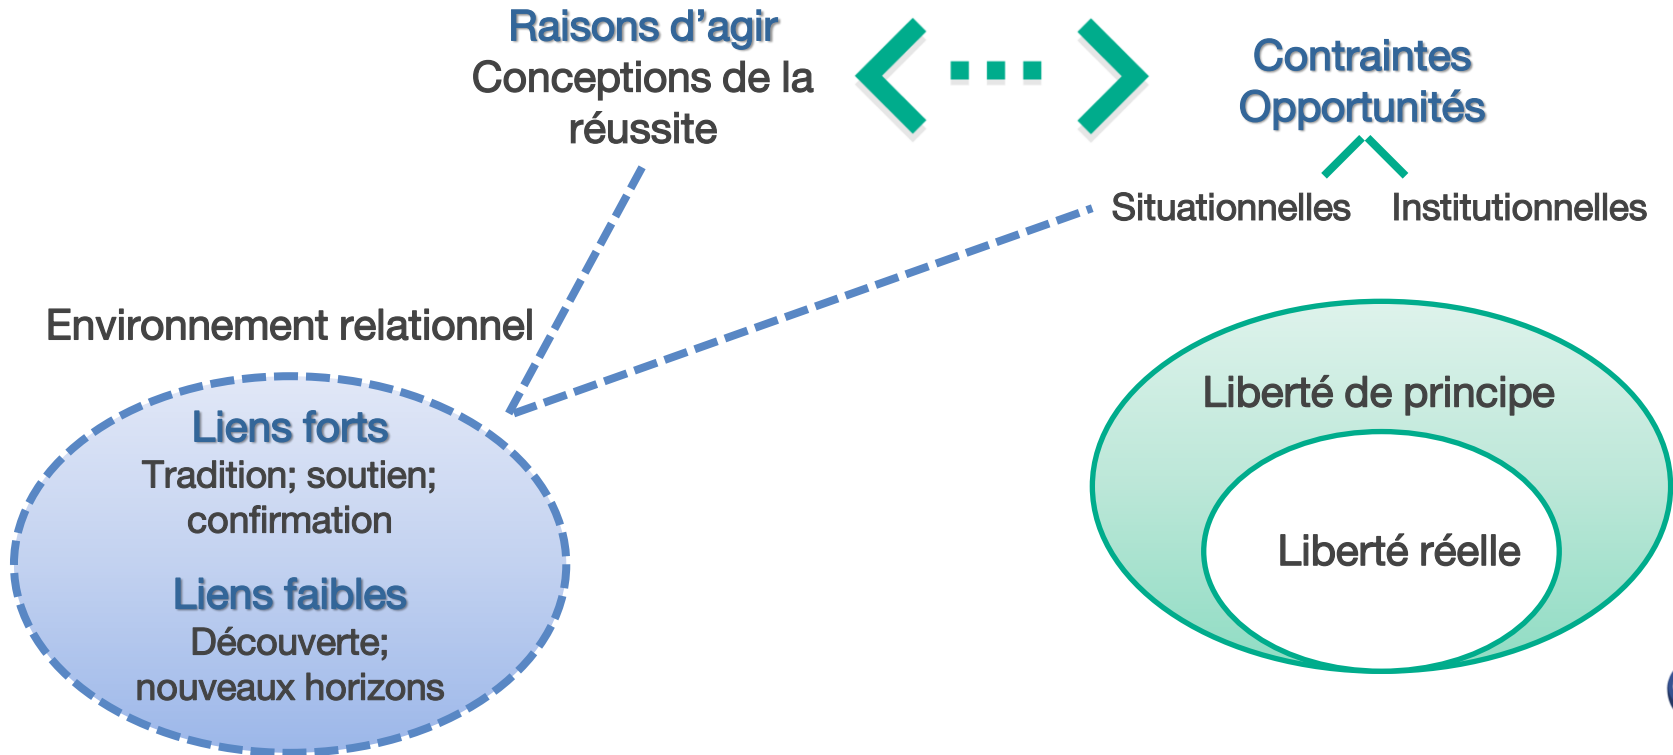 Raisons d’agir
Conceptions de la
réussite
Contraintes
Opportunités
Situationnelles
Institutionnelles
Environnement relationnel
Liens forts
Tradition; soutien;
confirmation
Liens faibles
Découverte;
nouveaux horizons
Liberté de principe
Liberté réelle